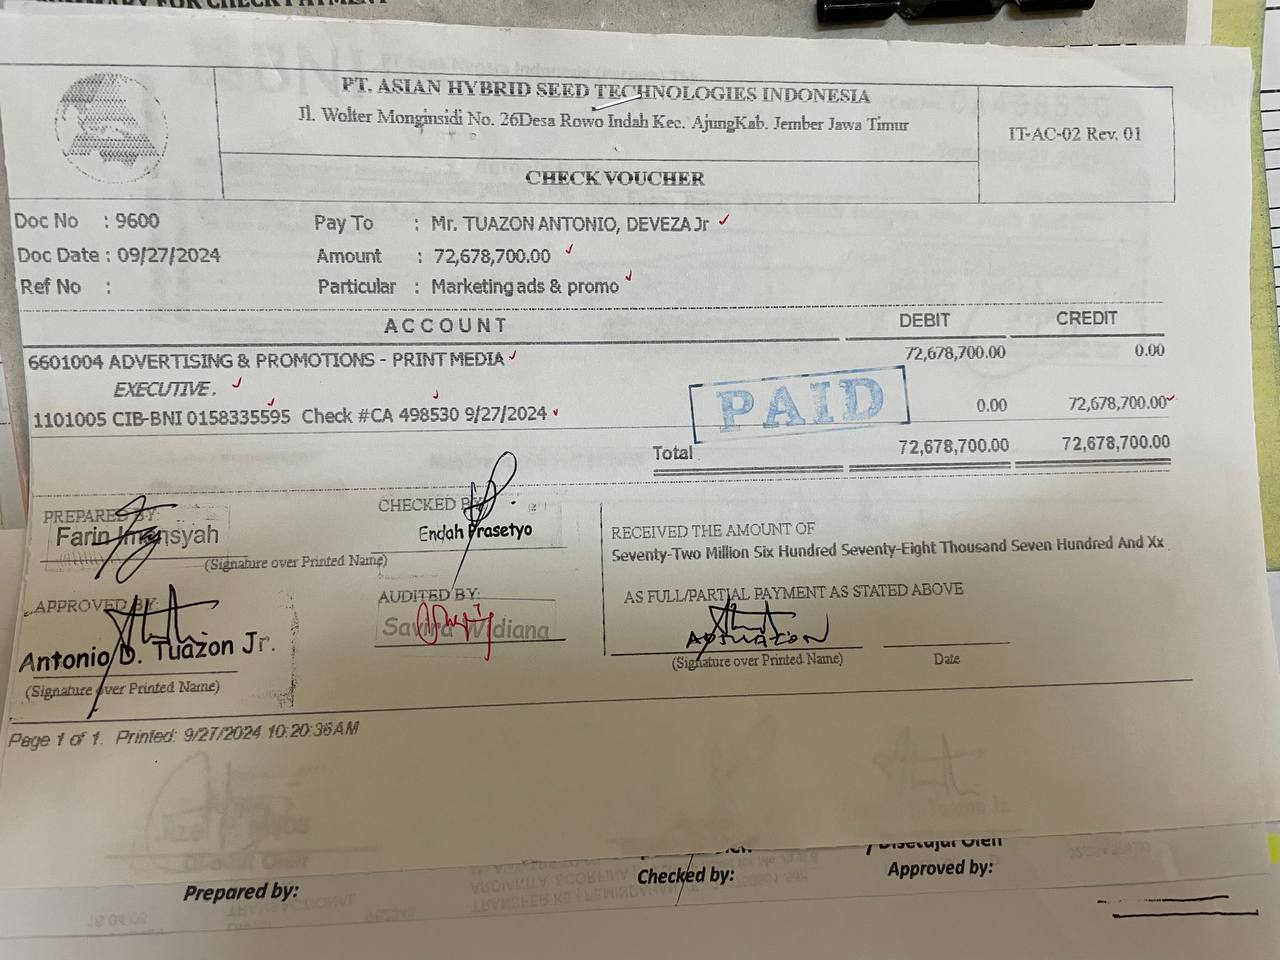 PT. ASIAN HYBRID SEED TECHNOLOGIES INDONESIA
Jl. Wolter Monginsidi No. 26Desa Rowo Indah Kec. AjungKab. Jember Jawa Timur
IT-AC-02 Rev. 01
CHECK VOUCHER
Doc No : 9600
Pay To : Mr. TUAZON ANTONIO, DEVEZA Jr
Doc Date : 09/27/2024
Amount : 72,678,700.00
Ref No :
Particular : Marketing ads & promo
ACCOUNT DEBIT CREDIT
6601004 ADVERTISING & PROMOTIONS - PRINT MEDIA 72,678,700.00 0.00
EXECUTIVE.
1101005 CIB-BNI 0158335595 Check #CA 498530 9/27/2024 0.00 72,678,700.00
PAID
Total 72,678,700.00 72,678,700.00
PREPARED BY:
Farin Imansyah
(Signature over Printed Name)
CHECKED BY:
Endah Prasetyo
RECEIVED THE AMOUNT OF
Seventy-Two Million Six Hundred Seventy-Eight Thousand Seven Hundred And Xx
APPROVED BY:
Antonio D. Tuazon Jr.
(Signature over Printed Name)
AUDITED BY:
Savira Widiana
AS FULL/PARTIAL PAYMENT AS STATED ABOVE
ADTUAZON
(Signature over Printed Name)
Date
Page 1 of 1. Printed: 9/27/2024 10:20:36AM
Prepared by:
Checked by:
Disetujui Oleh
Approved by: